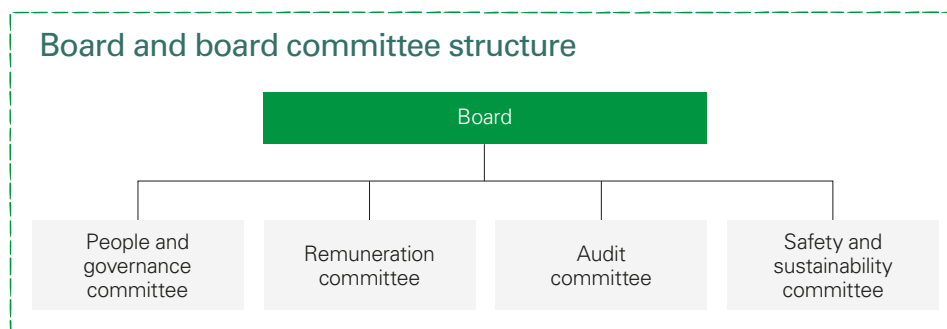 Board and board committee structure
Board
People and
governance
committee
Remuneration
committee
Audit
committee
Safety and
sustainability
committee